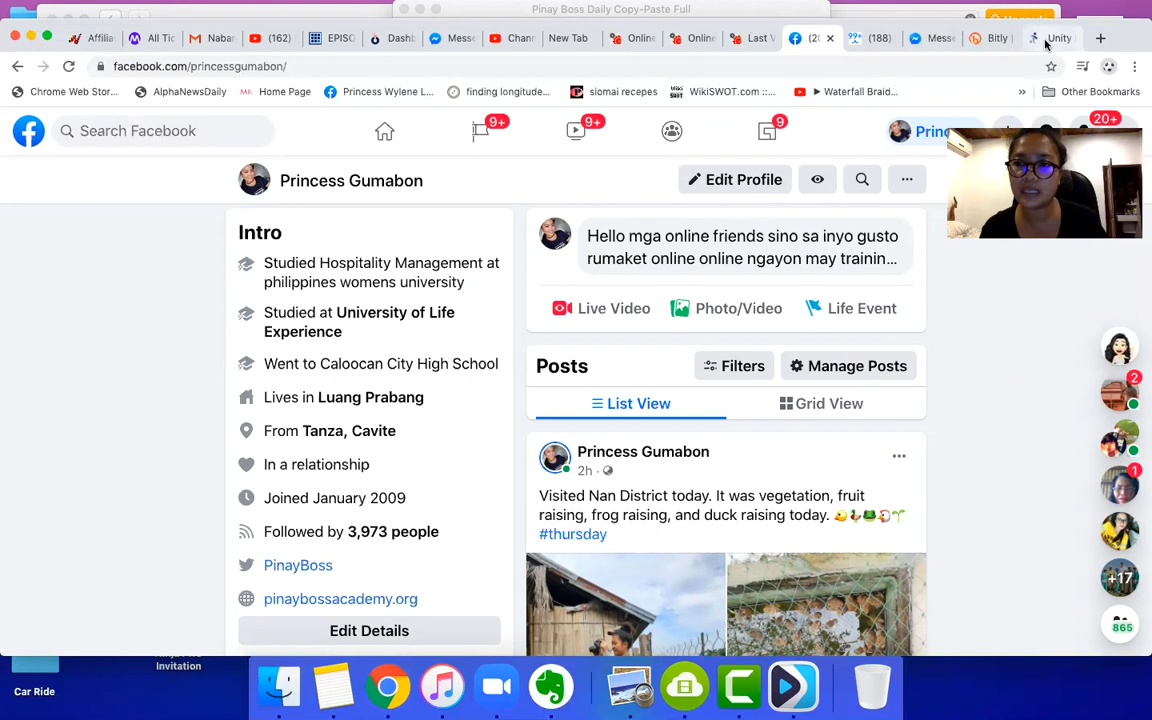 Pinay Boss Daily Copy-Paste Full
Affilia
All Tic
Nabar
(162)
EPISO
Dashb
Messe
Chann
New Tab
Online
Online
Last V
(20
(188)
Messe
Bitly
Unity
facebook.com/princessgumabon/
Chrome Web Stor...
AlphaNewsDaily
Home Page
Princess Wylene L...
finding longitude...
siomai recepes
WikiSWOT.com ::...
► Waterfall Braid...
»
Other Bookmarks
Search Facebook
9+
9+
9
Princ
20+
Princess Gumabon
Edit Profile
Intro
Studied Hospitality Management at
philippines womens university
Studied at University of Life
Experience
Went to Caloocan City High School
Lives in Luang Prabang
From Tanza, Cavite
In a relationship
Joined January 2009
Followed by 3,973 people
PinayBoss
pinaybossacademy.org
Edit Details
Hello mga online friends sino sa inyo gusto
rumaket online online ngayon may trainin...
Live Video
Photo/Video
Life Event
Posts
Filters
Manage Posts
List View
Grid View
Princess Gumabon
2h ·
Visited Nan District today. It was vegetation, fruit
raising, frog raising, and duck raising today. 🐤🦆🐸🐔🌱
#thursday
2
1
+17
865
Car Ride
Invitation